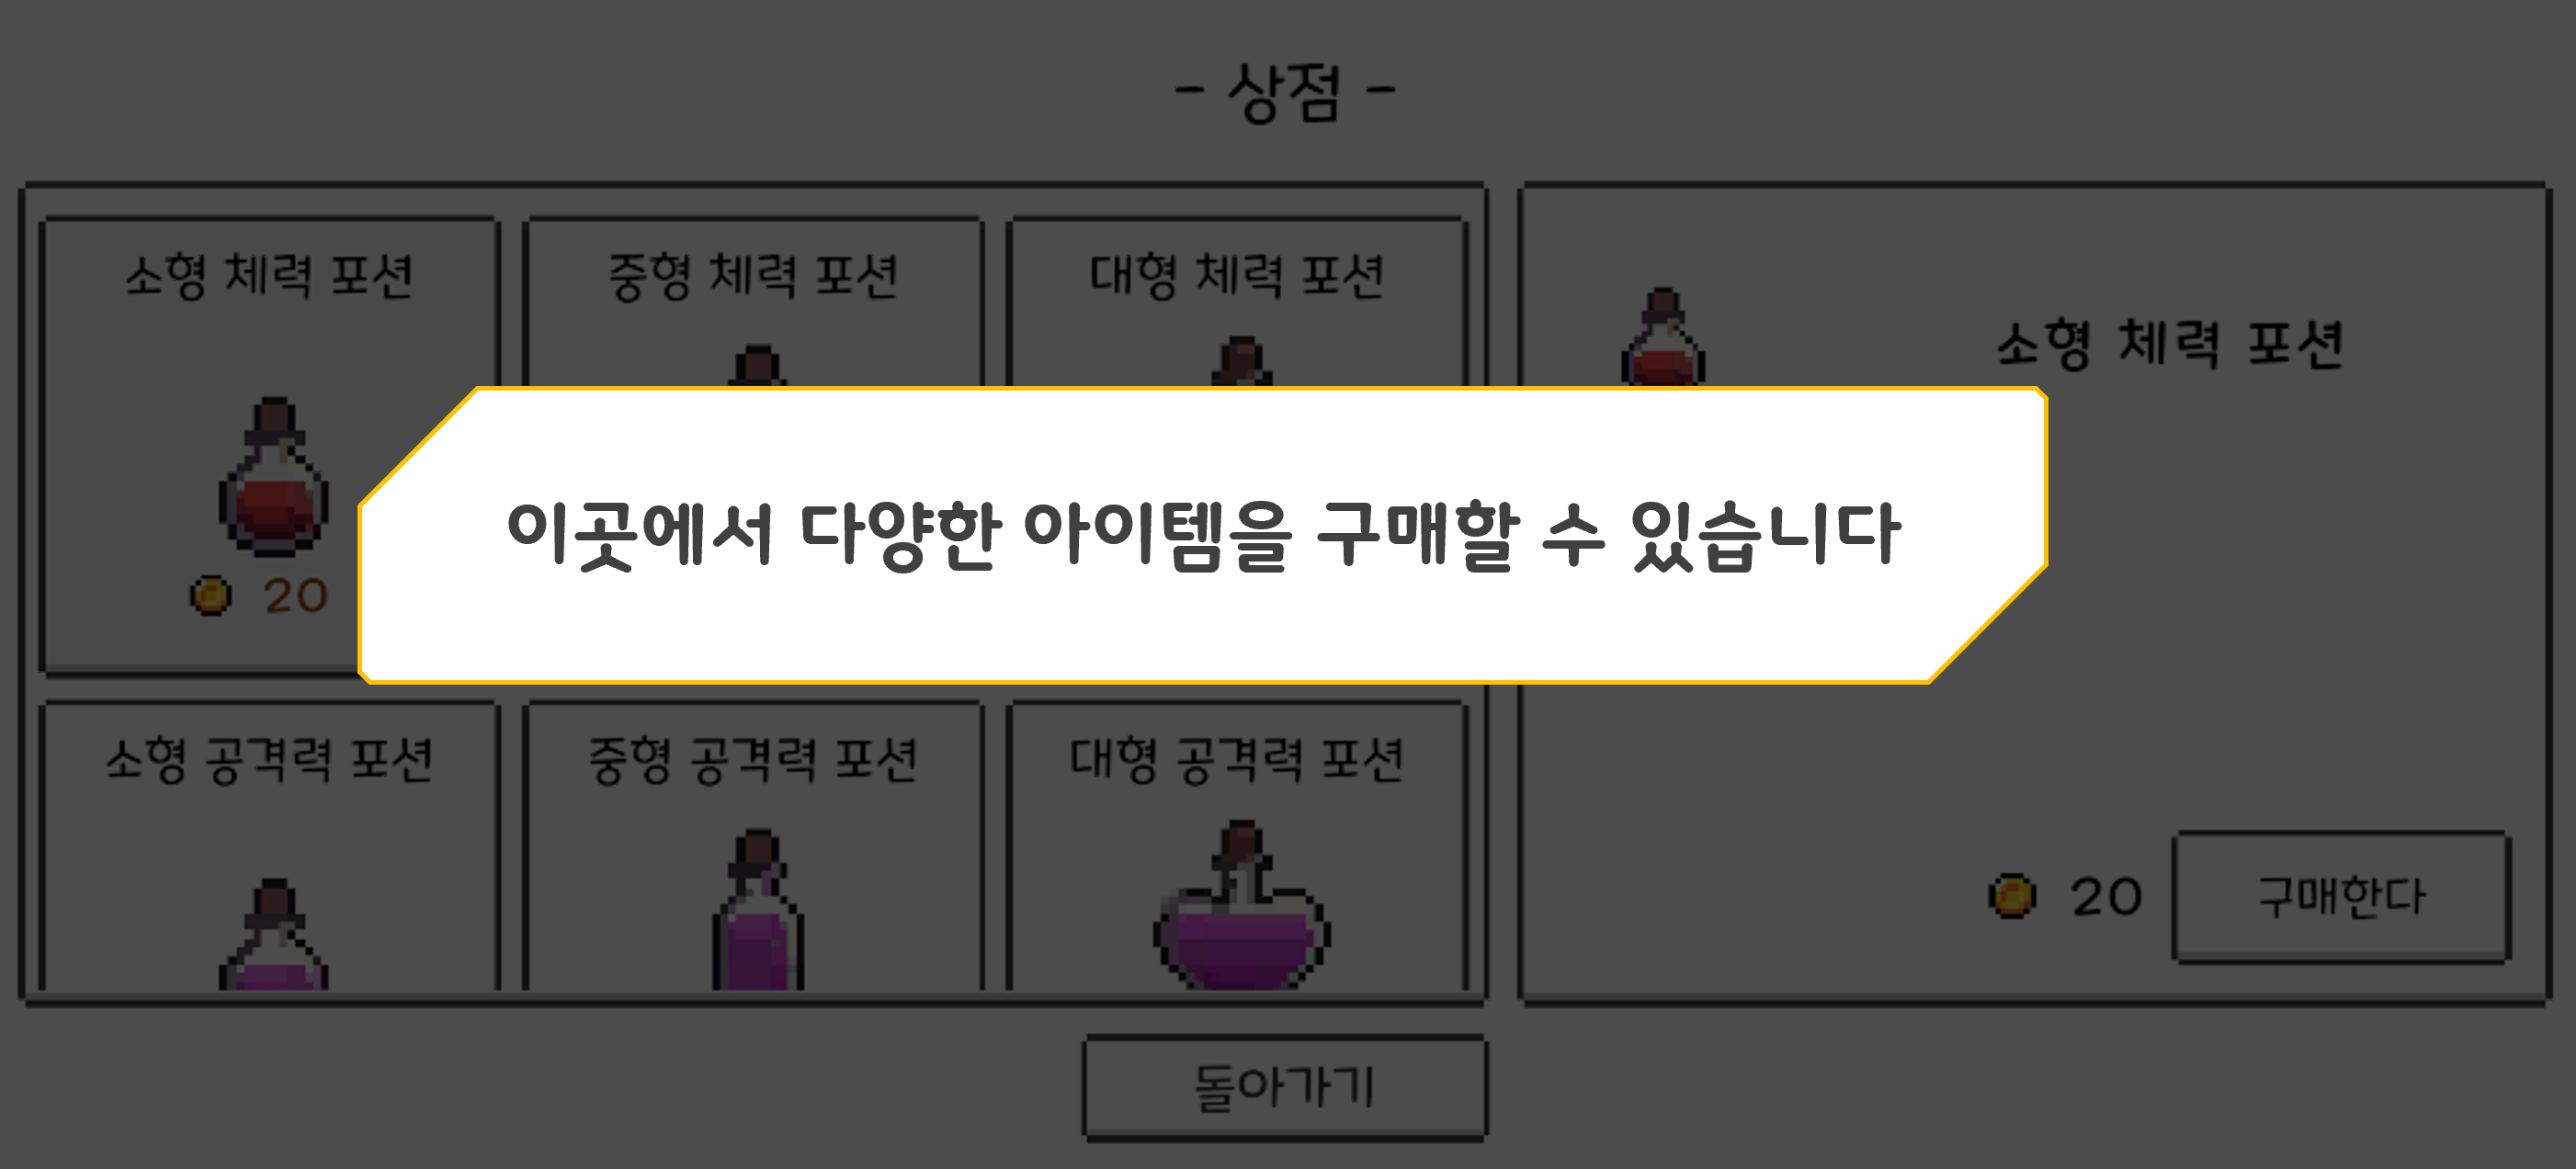 - 상점 -
소형 체력 포션
중형 체력 포션
대형 체력 포션
소형 체력 포션
이곳에서 다양한 아이템을 구매할 수 있습니다
20
소형 공격력 포션
중형 공격력 포션
대형 공격력 포션
20
구매한다
돌아가기